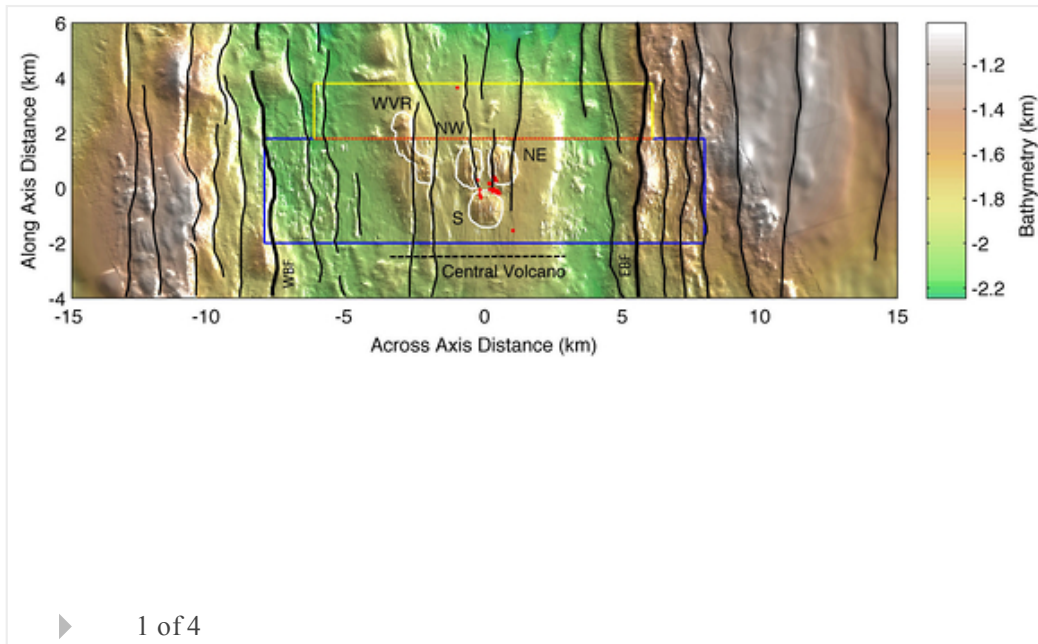 6
4
2
0
-2
-4
Along Axis Distance (km)
WVR
NW
NE
S
WBF
EBF
Central Volcano
-15
-10
-5
0
5
10
15
Across Axis Distance (km)
-1.2
-1.4
-1.6
-1.8
-2
-2.2
Bathymetry (km)
1 of 4